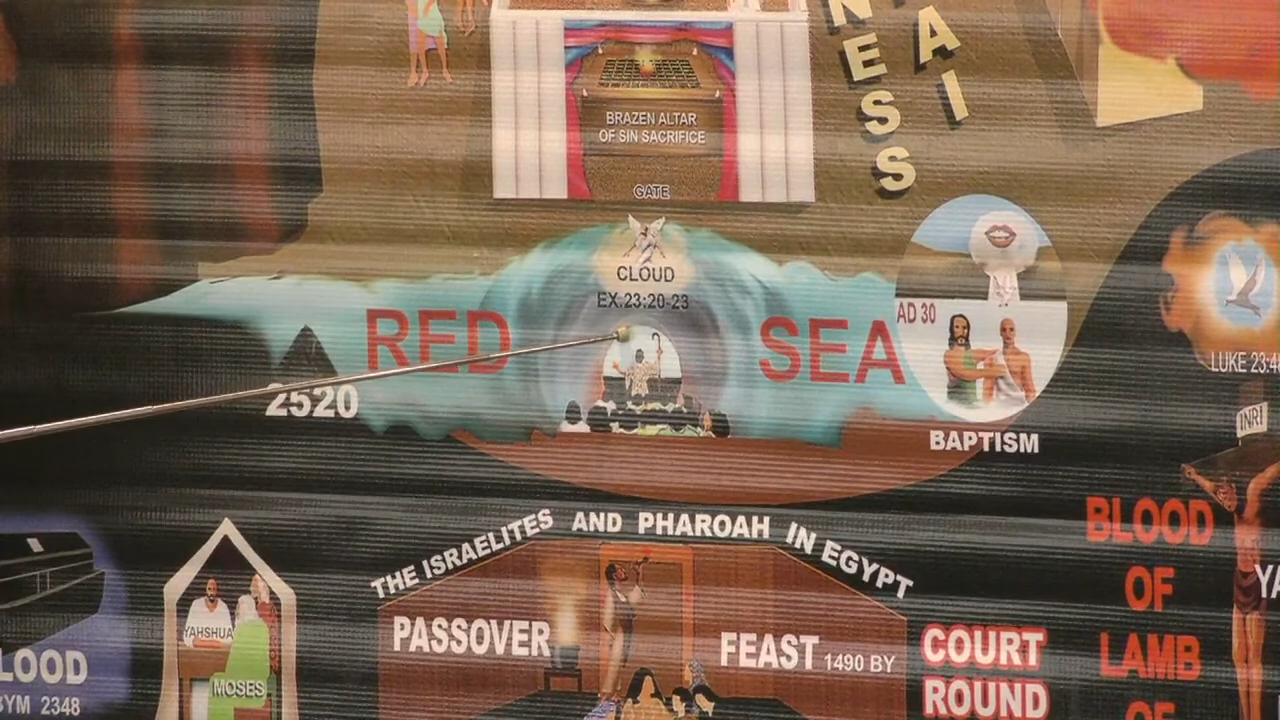 NESS
AI
BRAZEN ALTAR
OF SIN SACRIFICE
GATE
CLOUD
EX.23:20-23
RED SEA
AD 30
2520
BAPTISM
LUKE 23:4
INRI
THE ISRAELITES AND PHAROAH IN EGYPT
PASSOVER FEAST 1490 BY
BLOOD
OF
LAMB
OF
COURT
ROUND
YAHSHUA
MOSES
LOOD
BYM 2348